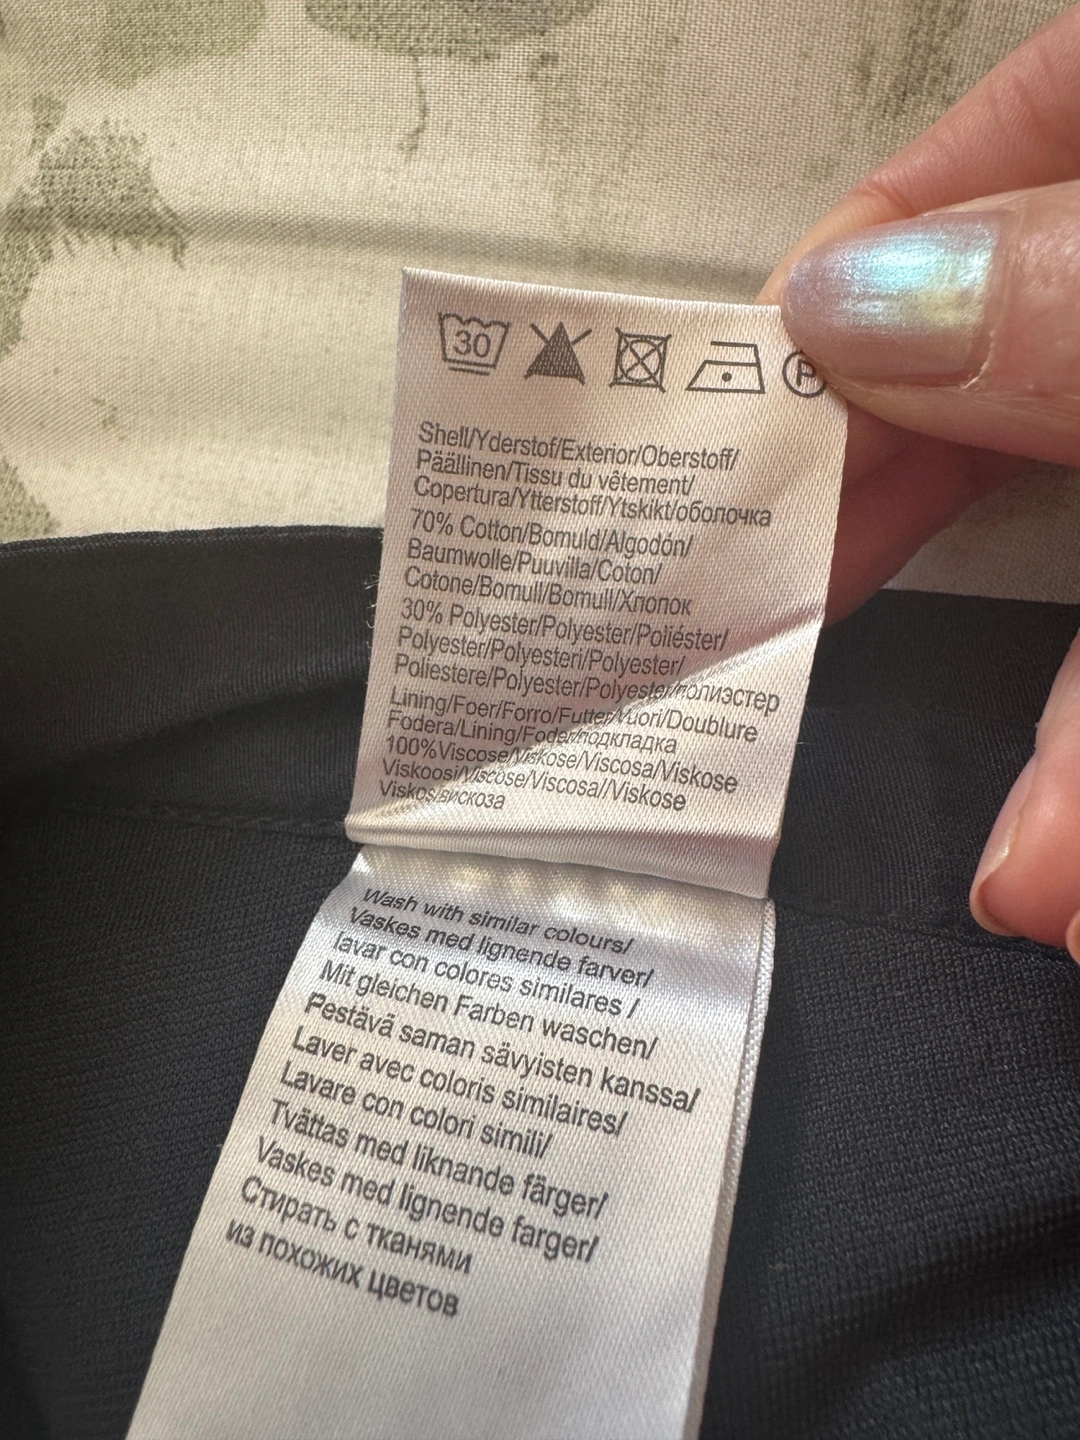 30
P
Shell/Yderstof/Exterior/Oberstoff/
Päällinen/Tissu du vêtement/
Copertura/Ytterstoff/Ytskikt/оболочка
70% Cotton/Bomuld/Algodón/
Baumwolle/Puuvilla/Coton/
Cotone/Bomull/Bomull/Хлопок
30% Polyester/Polyester/Poliéster/
Polyester/Polyesteri/Polyester/
Poliestere/Polyester/Polyester/полиэстер
Lining/Foer/Forro/Futter/Vuori/Doublure
Fodera/Lining/Foder/подкладка
100%Viscose/Viskose/Viscosa/Viskose
Viskoosi/Viscose/Viscosa//Viskose
Viskos/вискоза
Wash with similar colours/
Vaskes med lignende farver/
lavar con colores similares /
Mit gleichen Farben waschen/
Pestävä saman sävyisten kanssa/
Laver avec coloris similaires/
Lavare con colori simili/
Tvättas med liknande färger/
Vaskes med lignende farger/
Стирать с тканями
из похожих цветов